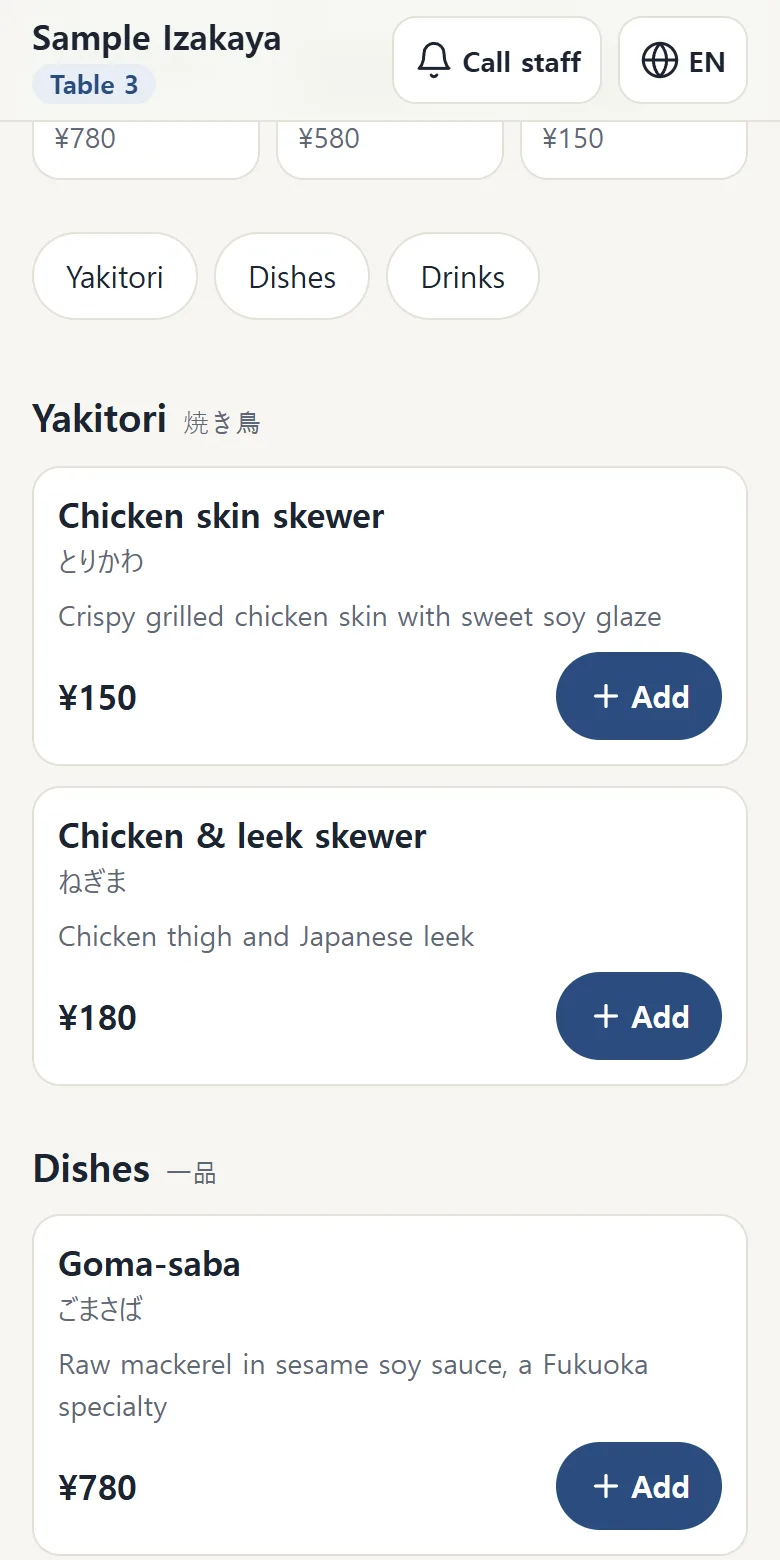 Sample Izakaya
Table 3
Call staff
EN
¥780
¥580
¥150
Yakitori
Dishes
Drinks
Yakitori 焼き鳥
Chicken skin skewer
とりかわ
Crispy grilled chicken skin with sweet soy glaze
¥150
+ Add
Chicken & leek skewer
ねぎま
Chicken thigh and Japanese leek
¥180
+ Add
Dishes 一品
Goma-saba
ごまさば
Raw mackerel in sesame soy sauce, a Fukuoka
specialty
¥780
+ Add